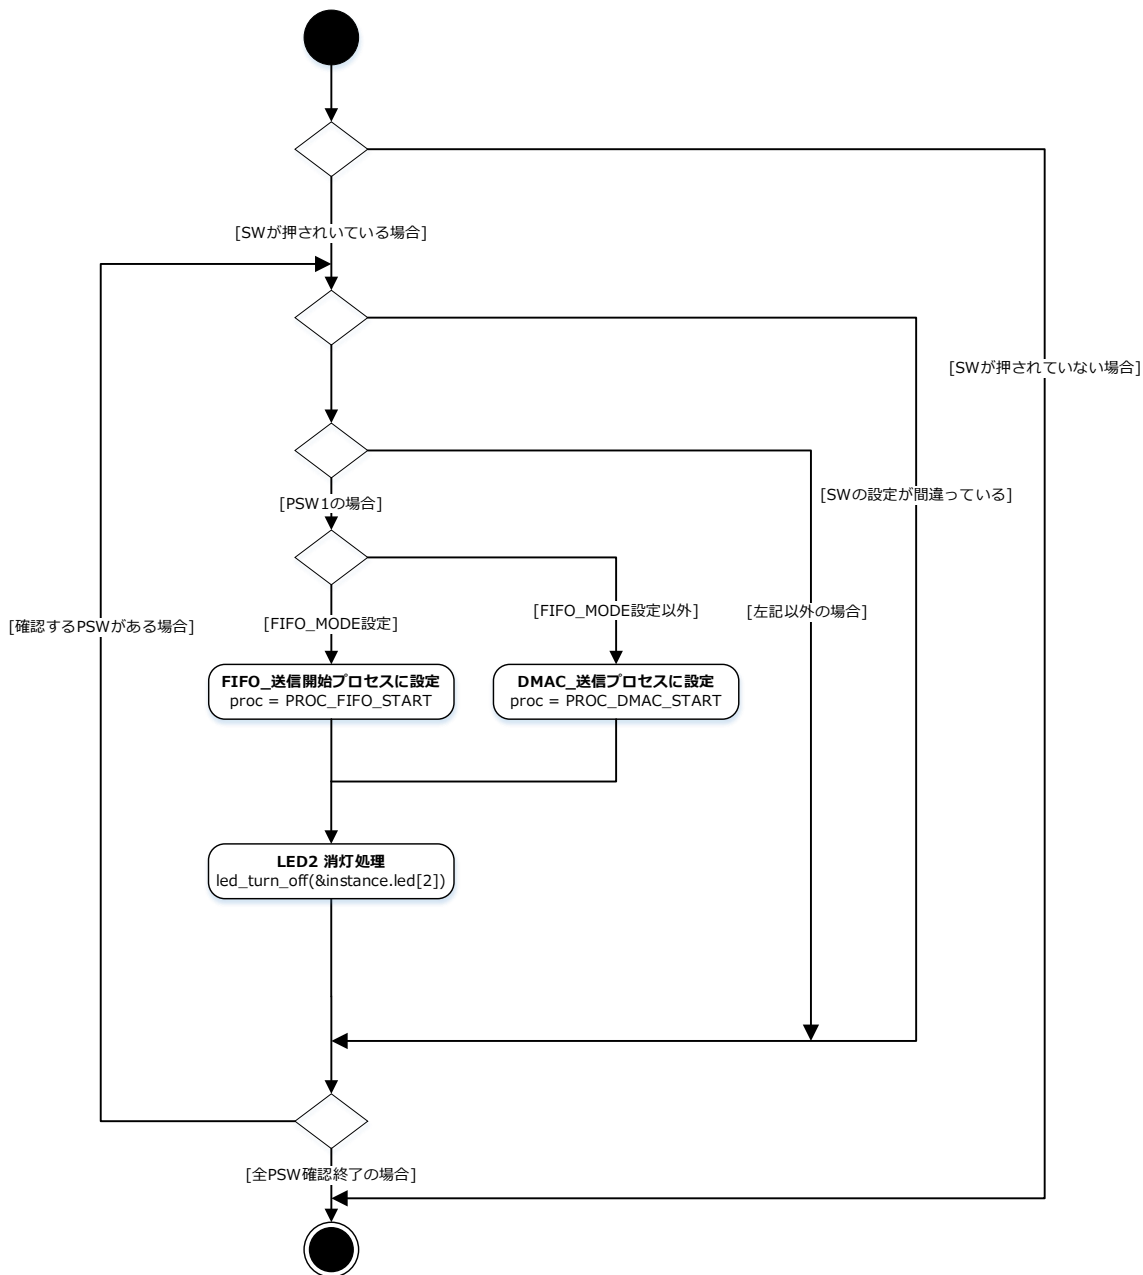 [SWが押されいている場合]
[SWが押されていない場合]
[SWの設定が間違っている]
[PSW1の場合]
[FIFO_MODE設定以外]
[左記以外の場合]
[FIFO_MODE設定]
[確認するPSWがある場合]
FIFO_送信開始プロセスに設定
proc = PROC_FIFO_START
DMAC_送信プロセスに設定
proc = PROC_DMAC_START
LED2 消灯処理
led_turn_off(&instance.led[2])
[全PSW確認終了の場合]